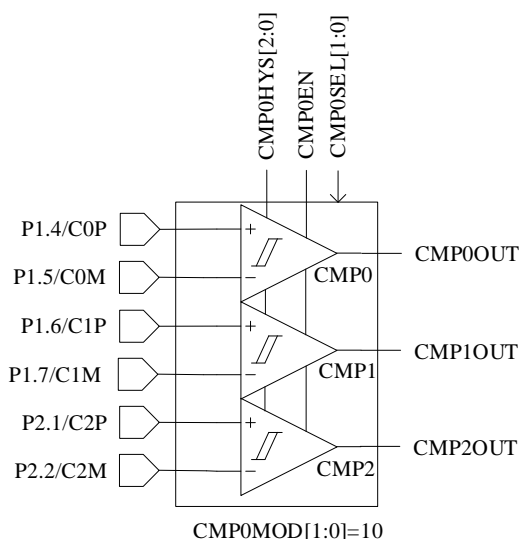 CMP0HYS[2:0]
CMP0EN
CMP0SEL[1:0]
P1.4/C0P
+
CMP0OUT
P1.5/C0M
−
CMP0
P1.6/C1P
+
CMP1OUT
P1.7/C1M
−
CMP1
P2.1/C2P
+
CMP2OUT
P2.2/C2M
−
CMP2
CMP0MOD[1:0]=10